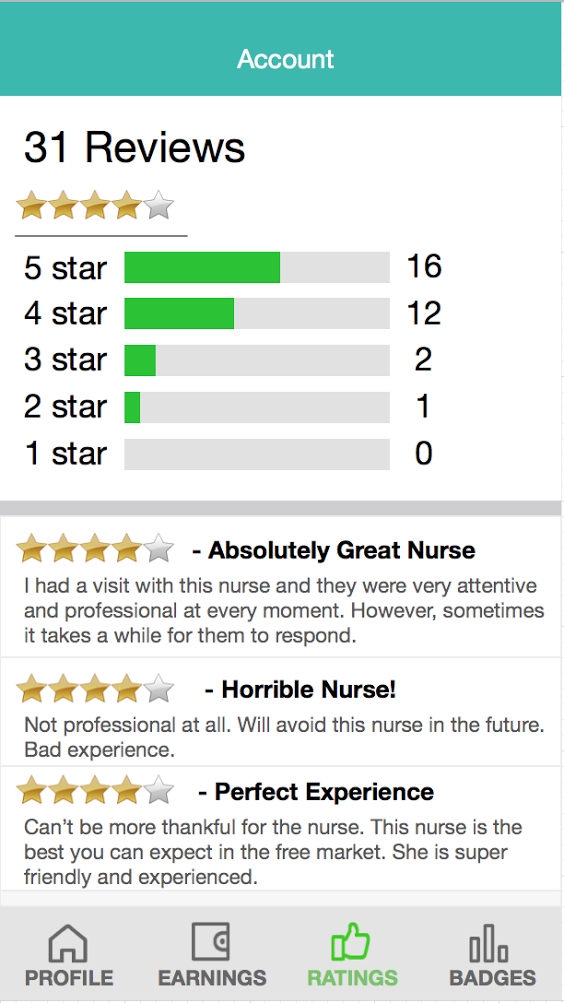 Account
31 Reviews
5 star 16
4 star 12
3 star 2
2 star 1
1 star 0
- Absolutely Great Nurse
I had a visit with this nurse and they were very attentive
and professional at every moment. However, sometimes
it takes a while for them to respond.
- Horrible Nurse!
Not professional at all. Will avoid this nurse in the future.
Bad experience.
- Perfect Experience
Can’t be more thankful for the nurse. This nurse is the
best you can expect in the free market. She is super
friendly and experienced.
PROFILE EARNINGS RATINGS BADGES